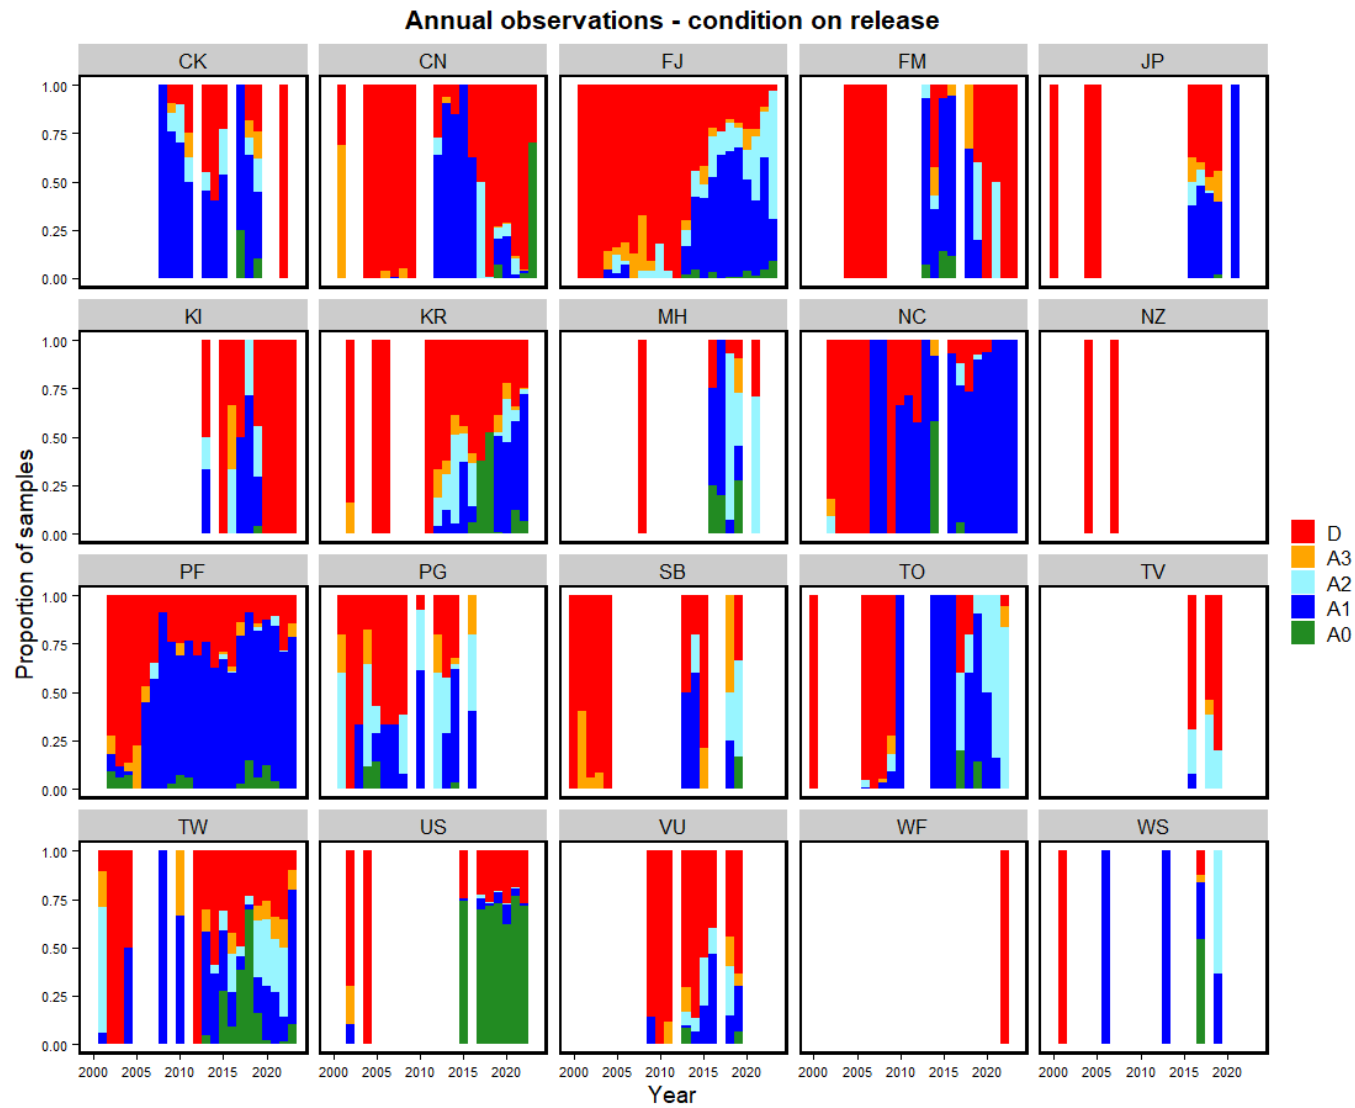 Annual observations - condition on release
CK CN FJ FM JP
1.00
0.75
0.50
0.25
0.00
KI KR MH NC NZ
1.00
0.75
0.50
0.25
0.00
PF PG SB TO TV
1.00
0.75
0.50
0.25
0.00
TW US VU WF WS
1.00
0.75
0.50
0.25
0.00
2000 2005 2010 2015 2020 2000 2005 2010 2015 2020 2000 2005 2010 2015 2020 2000 2005 2010 2015 2020 2000 2005 2010 2015 2020
Year
Proportion of samples
D
A3
A2
A1
A0